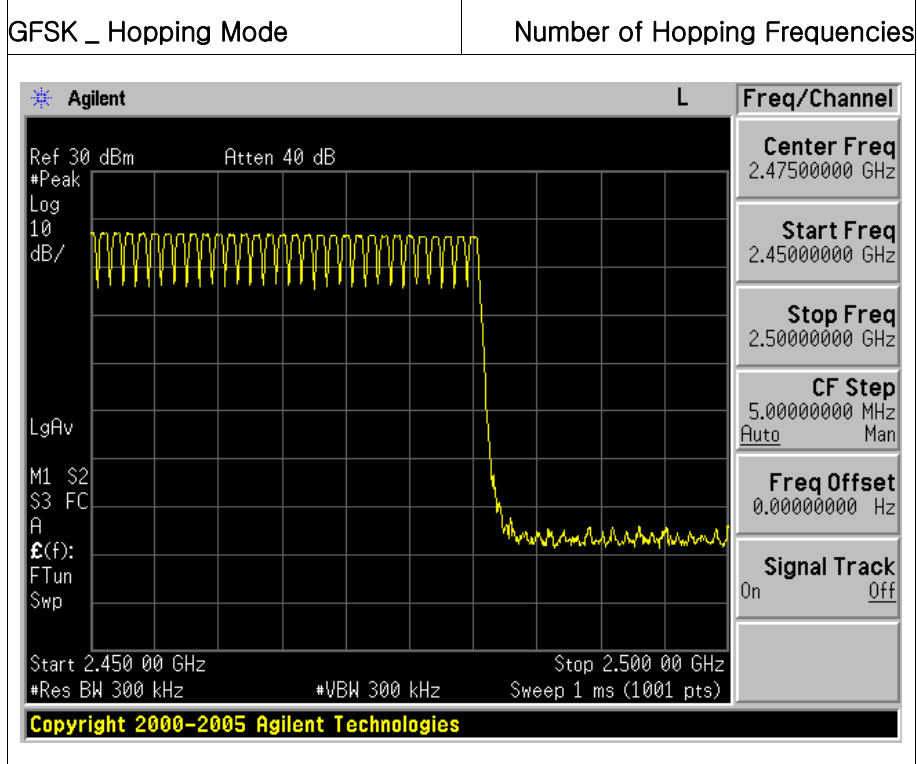 GFSK _ Hopping Mode
Number of Hopping Frequencies
Agilent
L
Freq/Channel
Ref 30 dBm Atten 40 dB
#Peak
Log
10
dB/
LgAv
M1 S2
S3 FC
A
£(f):
FTun
Swp
Start 2.450 00 GHz Stop 2.500 00 GHz
#Res BW 300 kHz #VBW 300 kHz Sweep 1 ms (1001 pts)
Copyright 2000-2005 Agilent Technologies
Center Freq
2.47500000 GHz
Start Freq
2.45000000 GHz
Stop Freq
2.50000000 GHz
CF Step
5.00000000 MHz
Auto Man
Freq Offset
0.00000000 Hz
Signal Track
On Off